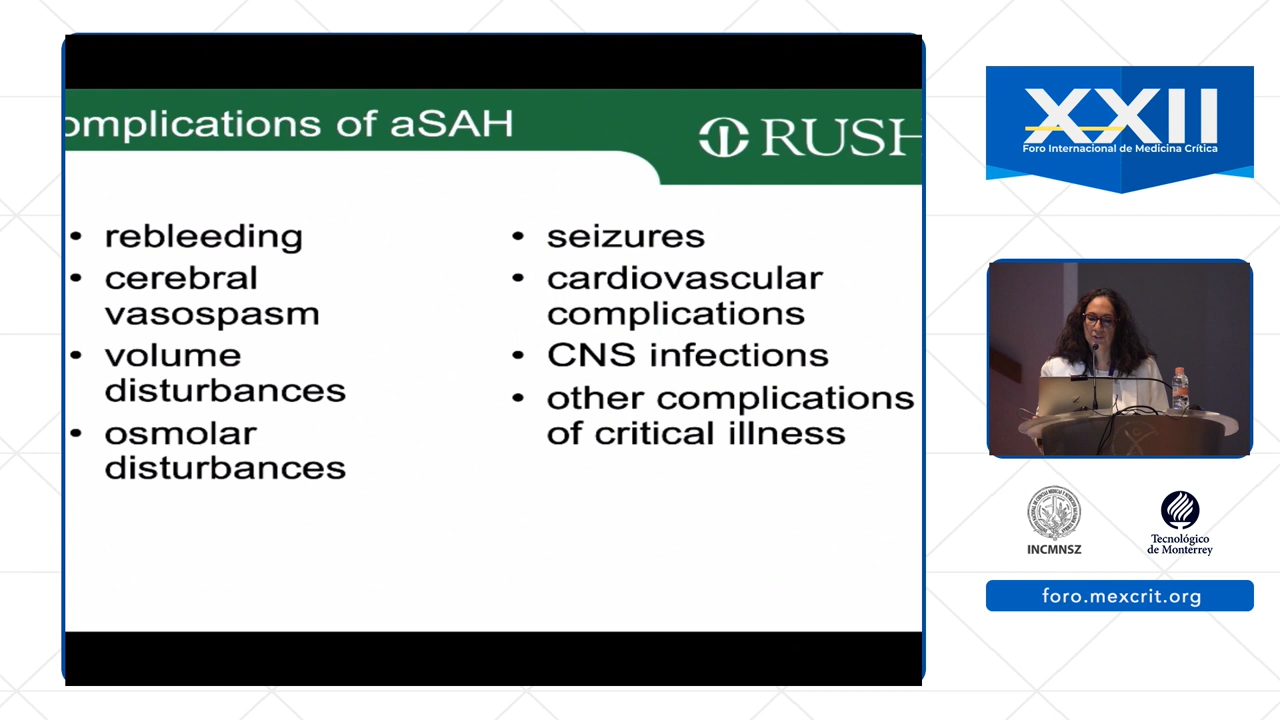 omplications of aSAH
RUSH
• rebleeding
• cerebral
vasospasm
• volume
disturbances
• osmolar
disturbances
• seizures
• cardiovascular
complications
• CNS infections
• other complications
of critical illness
XXII
Foro Internacional de Medicina Crítica
INCMNSZ
Tecnológico
de Monterrey
foro.mexcrit.org